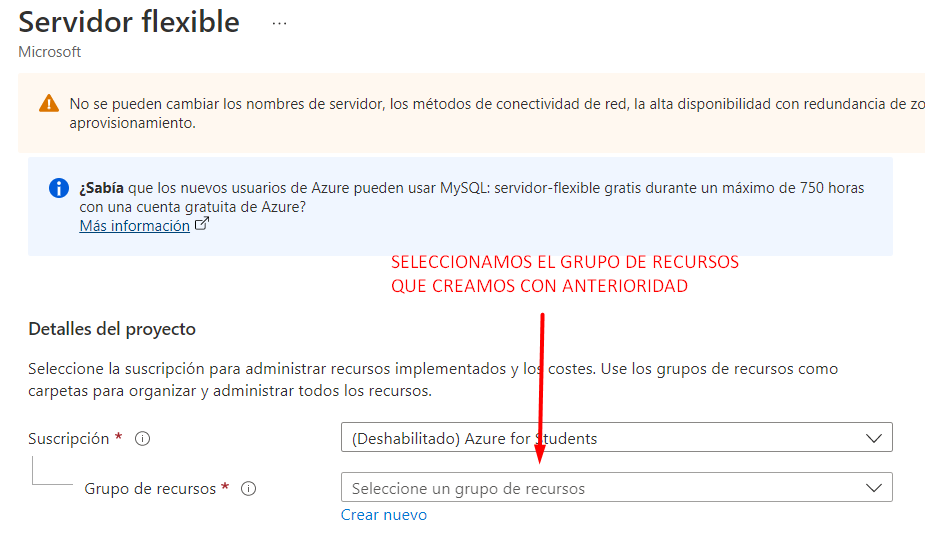 Servidor flexible ...
Microsoft
No se pueden cambiar los nombres de servidor, los métodos de conectividad de red, la alta disponibilidad con redundancia de zo
aprovisionamiento.
¿Sabía que los nuevos usuarios de Azure pueden usar MySQL: servidor-flexible gratis durante un máximo de 750 horas
con una cuenta gratuita de Azure?
Más información
SELECCIONAMOS EL GRUPO DE RECURSOS
QUE CREAMOS CON ANTERIORIDAD
Detalles del proyecto
Seleccione la suscripción para administrar recursos implementados y los costes. Use los grupos de recursos como
carpetas para organizar y administrar todos los recursos.
Suscripción *
(Deshabilitado) Azure for Students
Grupo de recursos *
Seleccione un grupo de recursos
Crear nuevo